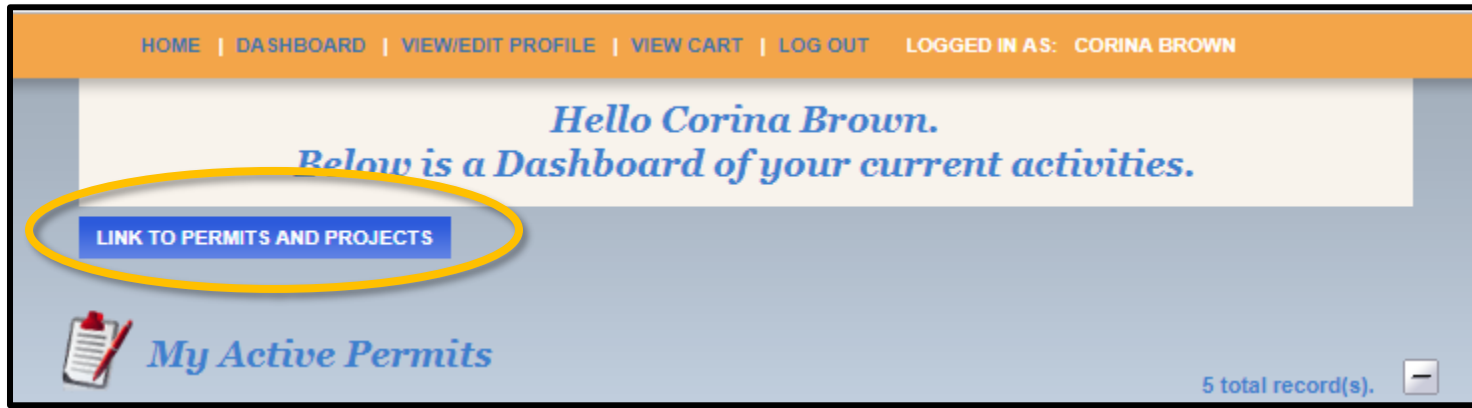 HOME | DASHBOARD | VIEW/EDIT PROFILE | VIEW CART | LOG OUT LOGGED IN AS: CORINA BROWN
Hello Corina Brown.
Below is a Dashboard of your current activities.
LINK TO PERMITS AND PROJECTS
My Active Permits
5 total record(s).